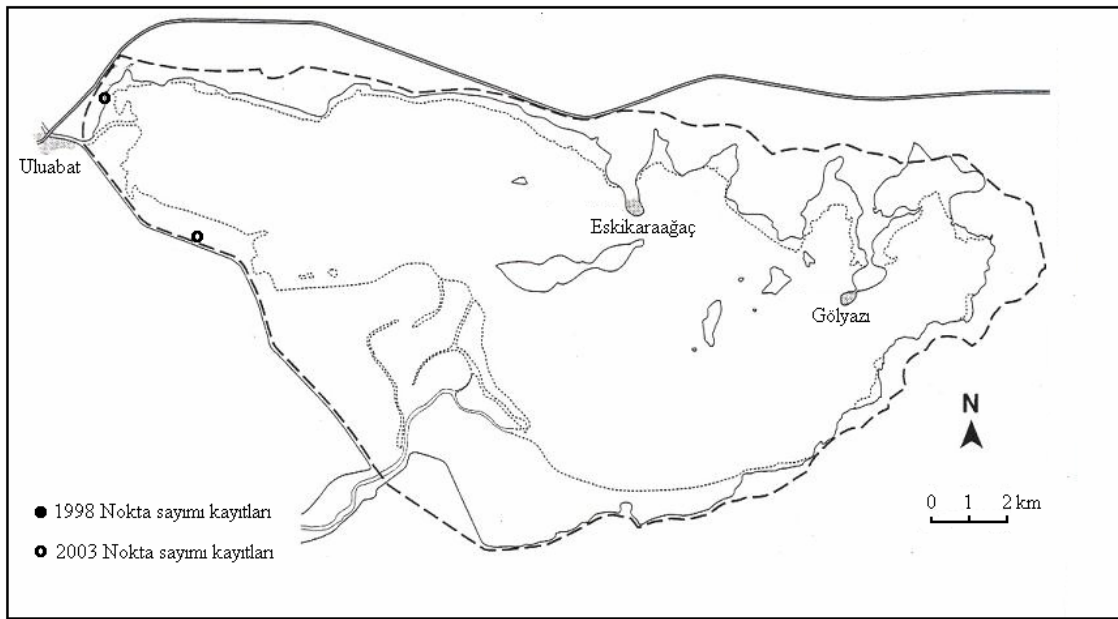 Uluabat
Eskikaraağaç
Gölyazı
N
0 1 2 km
1998 Nokta sayımı kayıtları
2003 Nokta sayımı kayıtları